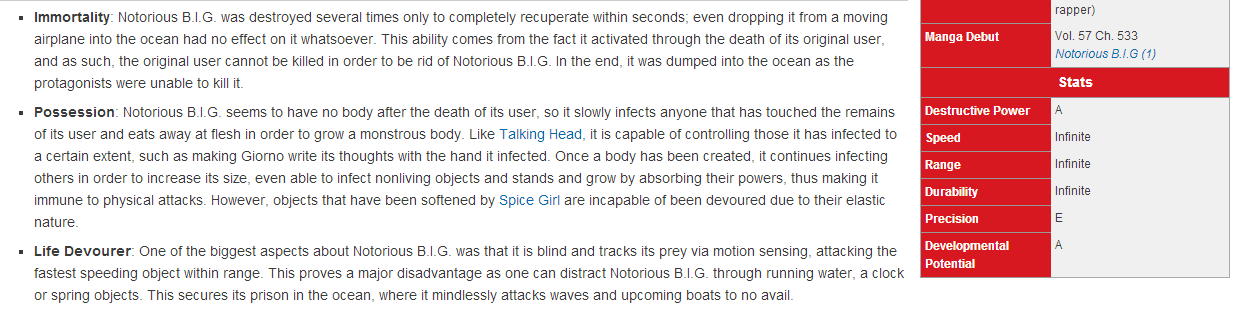 Immortality: Notorious B.I.G. was destroyed several times only to completely recuperate within seconds; even dropping it from a moving
airplane into the ocean had no effect on it whatsoever. This ability comes from the fact it activated through the death of its original user,
and as such, the original user cannot be killed in order to be rid of Notorious B.I.G. In the end, it was dumped into the ocean as the
protagonists were unable to kill it.
Possession: Notorious B.I.G. seems to have no body after the death of its user, so it slowly infects anyone that has touched the remains
of its user and eats away at flesh in order to grow a monstrous body. Like Talking Head, it is capable of controlling those it has infected to
a certain extent, such as making Giorno write its thoughts with the hand it infected. Once a body has been created, it continues infecting
others in order to increase its size, even able to infect nonliving objects and stands and grow by absorbing their powers, thus making it
immune to physical attacks. However, objects that have been softened by Spice Girl are incapable of been devoured due to their elastic
nature.
Life Devourer: One of the biggest aspects about Notorious B.I.G. was that it is blind and tracks its prey via motion sensing, attacking the
fastest speeding object within range. This proves a major disadvantage as one can distract Notorious B.I.G. through running water, a clock
or spring objects. This secures its prison in the ocean, where it mindlessly attacks waves and upcoming boats to no avail.
rapper)
Manga Debut Vol. 57 Ch. 533
Notorious B.I.G (1)
Stats
Destructive Power A
Speed Infinite
Range Infinite
Durability Infinite
Precision E
Developmental A
Potential